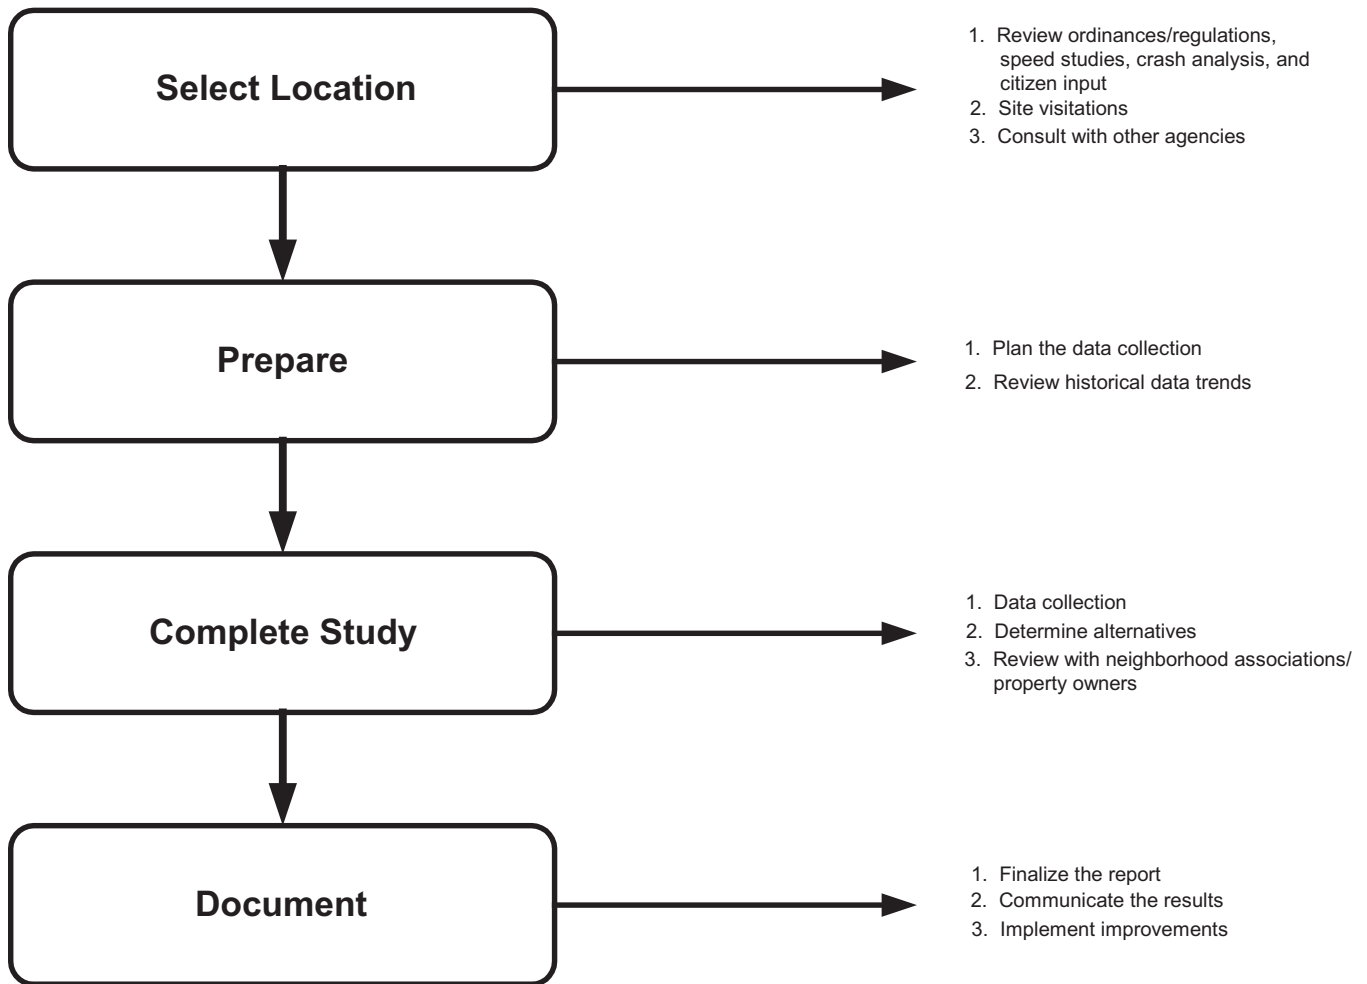 Select Location
1. Review ordinances/regulations,
speed studies, crash analysis, and
citizen input
2. Site visitations
3. Consult with other agencies
Prepare
1. Plan the data collection
2. Review historical data trends
Complete Study
1. Data collection
2. Determine alternatives
3. Review with neighborhood associations/
property owners
Document
1. Finalize the report
2. Communicate the results
3. Implement improvements